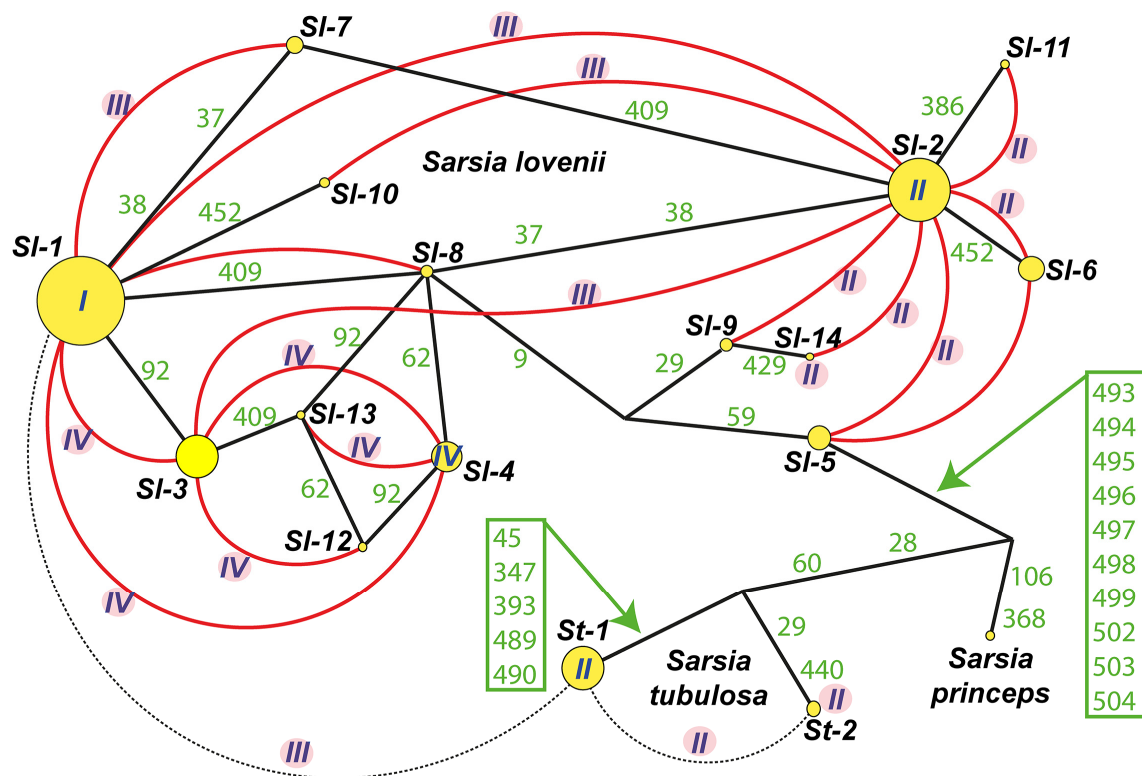 Sl-7
III
III
Sl-11
III
37
409
386
Sl-2
II
Sarsia lovenii
II
Sl-10
II
38
452
38
37
452
Sl-1
Sl-8
409
Sl-6
I
III
II
II
92
Sl-9
Sl-14
IV
62
9
II
92
29
429
II
409
Sl-13
59
493
IV
IV
494
Sl-3
IV
Sl-4
Sl-5
495
62
92
496
497
Sl-12
45
28
498
IV
347
60
106
499
IV
393
368
502
489
St-1
29
503
490
II
Sarsia
tubulosa
440
Sarsia
princeps
504
II
St-2
II
III